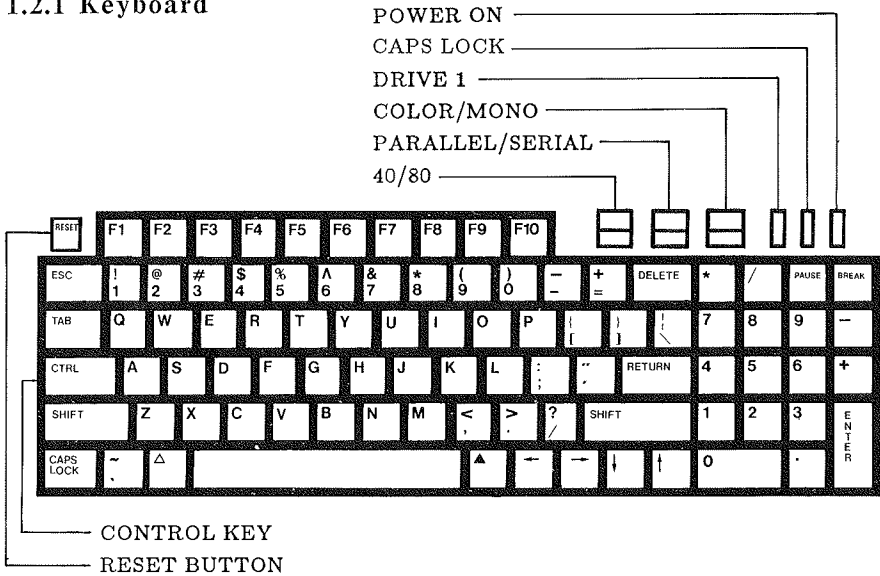 1.2.1 Keyboard
POWER ON
CAPS LOCK
DRIVE 1
COLOR/MONO
PARALLEL/SERIAL
40/80
RESET F1 F2 F3 F4 F5 F6 F7 F8 F9 F10
ESC ! 1 @ 2 # 3 $ 4 % 5 ^ 6 & 7 * 8 ( 9 ) 0 – - + = DELETE * / PAUSE BREAK
TAB Q W E R T Y U I O P { [ } ] ¦ \ 7 8 9 –
CTRL A S D F G H J K L : ; " ' RETURN 4 5 6 +
SHIFT Z X C V B N M < , > . ? / SHIFT 1 2 3 ENTER
CAPS LOCK ~ ` △ ▲ ← → ↓ ↑ 0 .
CONTROL KEY
RESET BUTTON